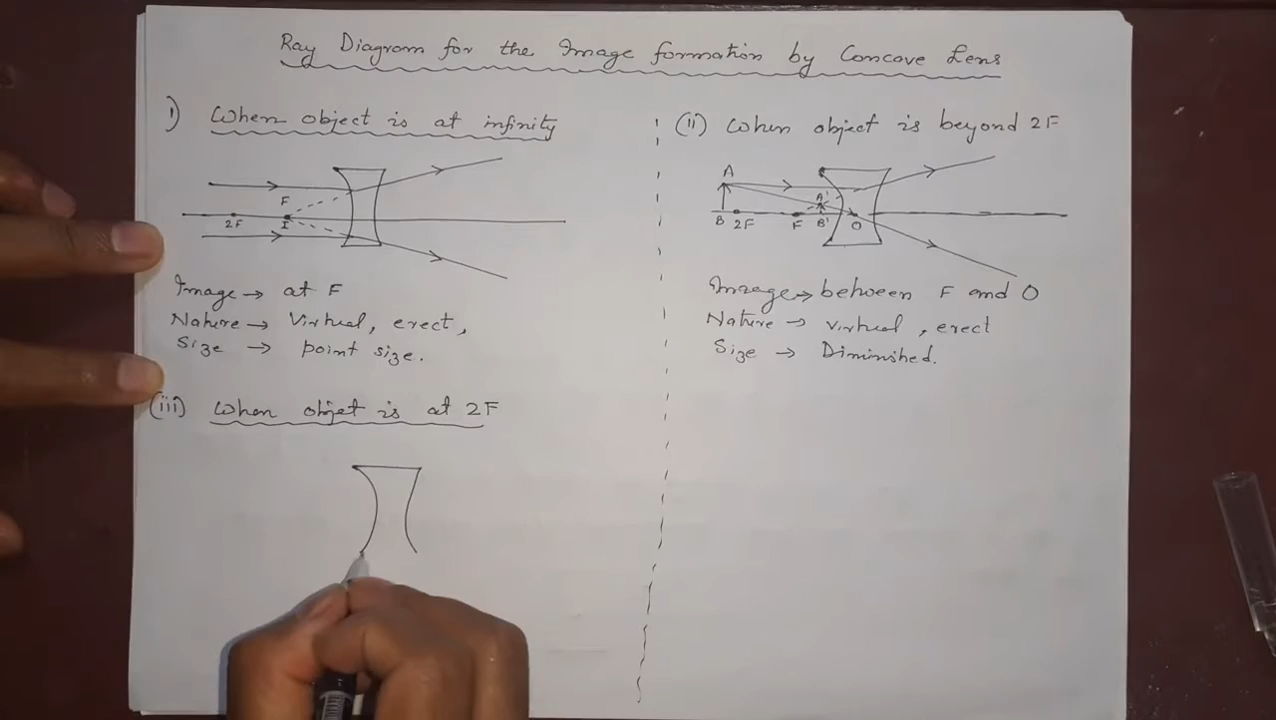 Ray Diagram for the Image formation by Concave Lens
i) When object is at infinity
F
2F I
Image → at F
Nature → Virtual, erect,
Size → point size.
(ii) When object is beyond 2F
A
A'
B 2F F B' O
Image → between F and O
Nature → virtual, erect
Size → Diminished.
(iii) When objet is at 2F